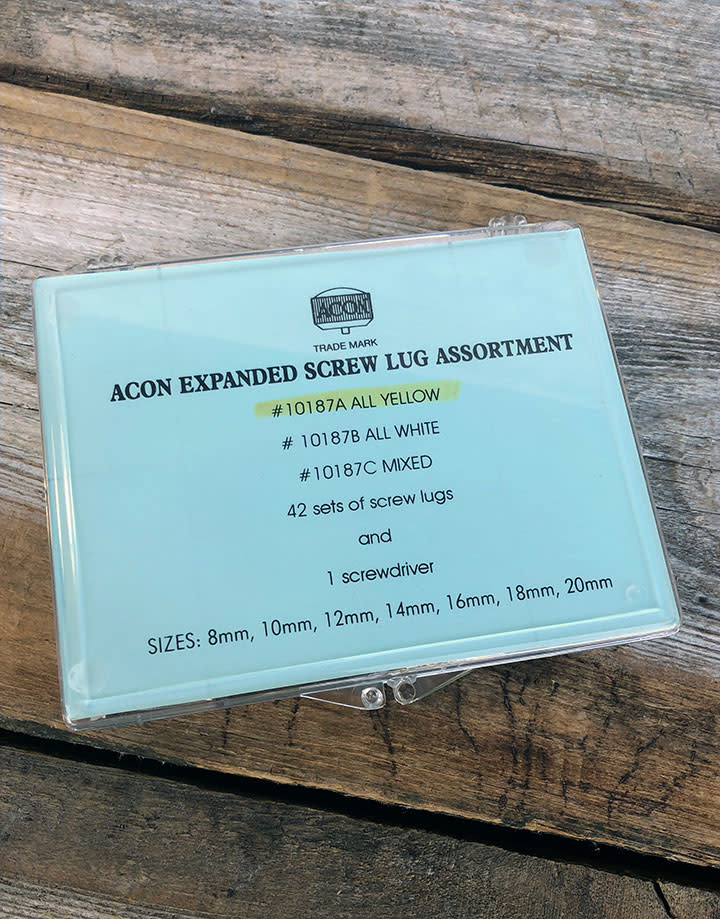 ACON
TRADE MARK
ACON EXPANDED SCREW LUG ASSORTMENT
#10187A ALL YELLOW
# 10187B ALL WHITE
#10187C MIXED
42 sets of screw lugs
and
1 screwdriver
SIZES: 8mm, 10mm, 12mm, 14mm, 16mm, 18mm, 20mm